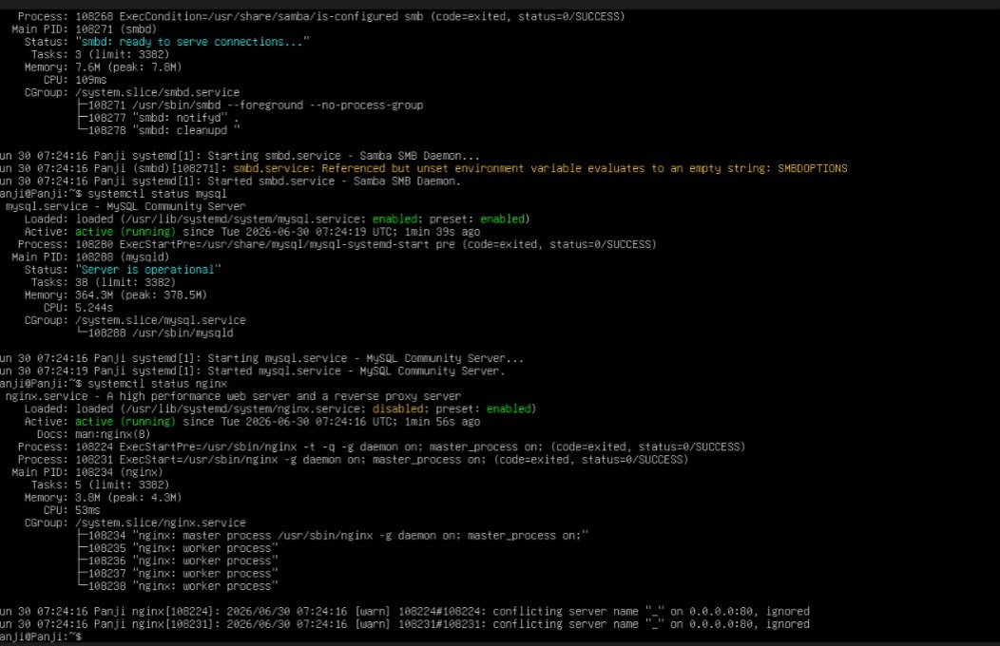 Process: 108268 ExecCondition=/usr/share/samba/is-configured smb (code=exited, status=0/SUCCESS)
Main PID: 108271 (smbd)
Status: "smbd: ready to serve connections..."
Tasks: 3 (limit: 3382)
Memory: 7.6M (peak: 7.8M)
CPU: 109ms
CGroup: /system.slice/smbd.service
├─108271 /usr/sbin/smbd --foreground --no-process-group
├─108277 "smbd: notifyd" .
└─108278 "smbd: cleanupd "
un 30 07:24:16 Panji systemd[1]: Starting smbd.service - Samba SMB Daemon...
un 30 07:24:16 Panji (smbd)[108271]: smbd.service: Referenced but unset environment variable evaluates to an empty string: SMBDOPTIONS
un 30 07:24:16 Panji systemd[1]: Started smbd.service - Samba SMB Daemon.
anji@Panji:~$ systemctl status mysql
mysql.service - MySQL Community Server
Loaded: loaded (/usr/lib/systemd/system/mysql.service; enabled; preset: enabled)
Active: active (running) since Tue 2026-06-30 07:24:19 UTC; 1min 39s ago
Process: 108280 ExecStartPre=/usr/share/mysql/mysql-systemd-start pre (code=exited, status=0/SUCCESS)
Main PID: 108288 (mysqld)
Status: "Server is operational"
Tasks: 38 (limit: 3382)
Memory: 364.3M (peak: 378.5M)
CPU: 5.244s
CGroup: /system.slice/mysql.service
└─108288 /usr/sbin/mysqld
un 30 07:24:16 Panji systemd[1]: Starting mysql.service - MySQL Community Server...
un 30 07:24:19 Panji systemd[1]: Started mysql.service - MySQL Community Server.
anji@Panji:~$ systemctl status nginx
nginx.service - A high performance web server and a reverse proxy server
Loaded: loaded (/usr/lib/systemd/system/nginx.service; disabled; preset: enabled)
Active: active (running) since Tue 2026-06-30 07:24:16 UTC; 1min 56s ago
Docs: man:nginx(8)
Process: 108224 ExecStartPre=/usr/sbin/nginx -t -q -g daemon on; master_process on; (code=exited, status=0/SUCCESS)
Process: 108231 ExecStart=/usr/sbin/nginx -g daemon on; master_process on; (code=exited, status=0/SUCCESS)
Main PID: 108234 (nginx)
Tasks: 5 (limit: 3382)
Memory: 3.8M (peak: 4.3M)
CPU: 53ms
CGroup: /system.slice/nginx.service
├─108234 "nginx: master process /usr/sbin/nginx -g daemon on; master_process on;"
├─108235 "nginx: worker process"
├─108236 "nginx: worker process"
├─108237 "nginx: worker process"
└─108238 "nginx: worker process"
un 30 07:24:16 Panji nginx[108224]: 2026/06/30 07:24:16 [warn] 108224#108224: conflicting server name "_" on 0.0.0.0:80, ignored
un 30 07:24:16 Panji nginx[108231]: 2026/06/30 07:24:16 [warn] 108231#108231: conflicting server name "_" on 0.0.0.0:80, ignored
anji@Panji:~$